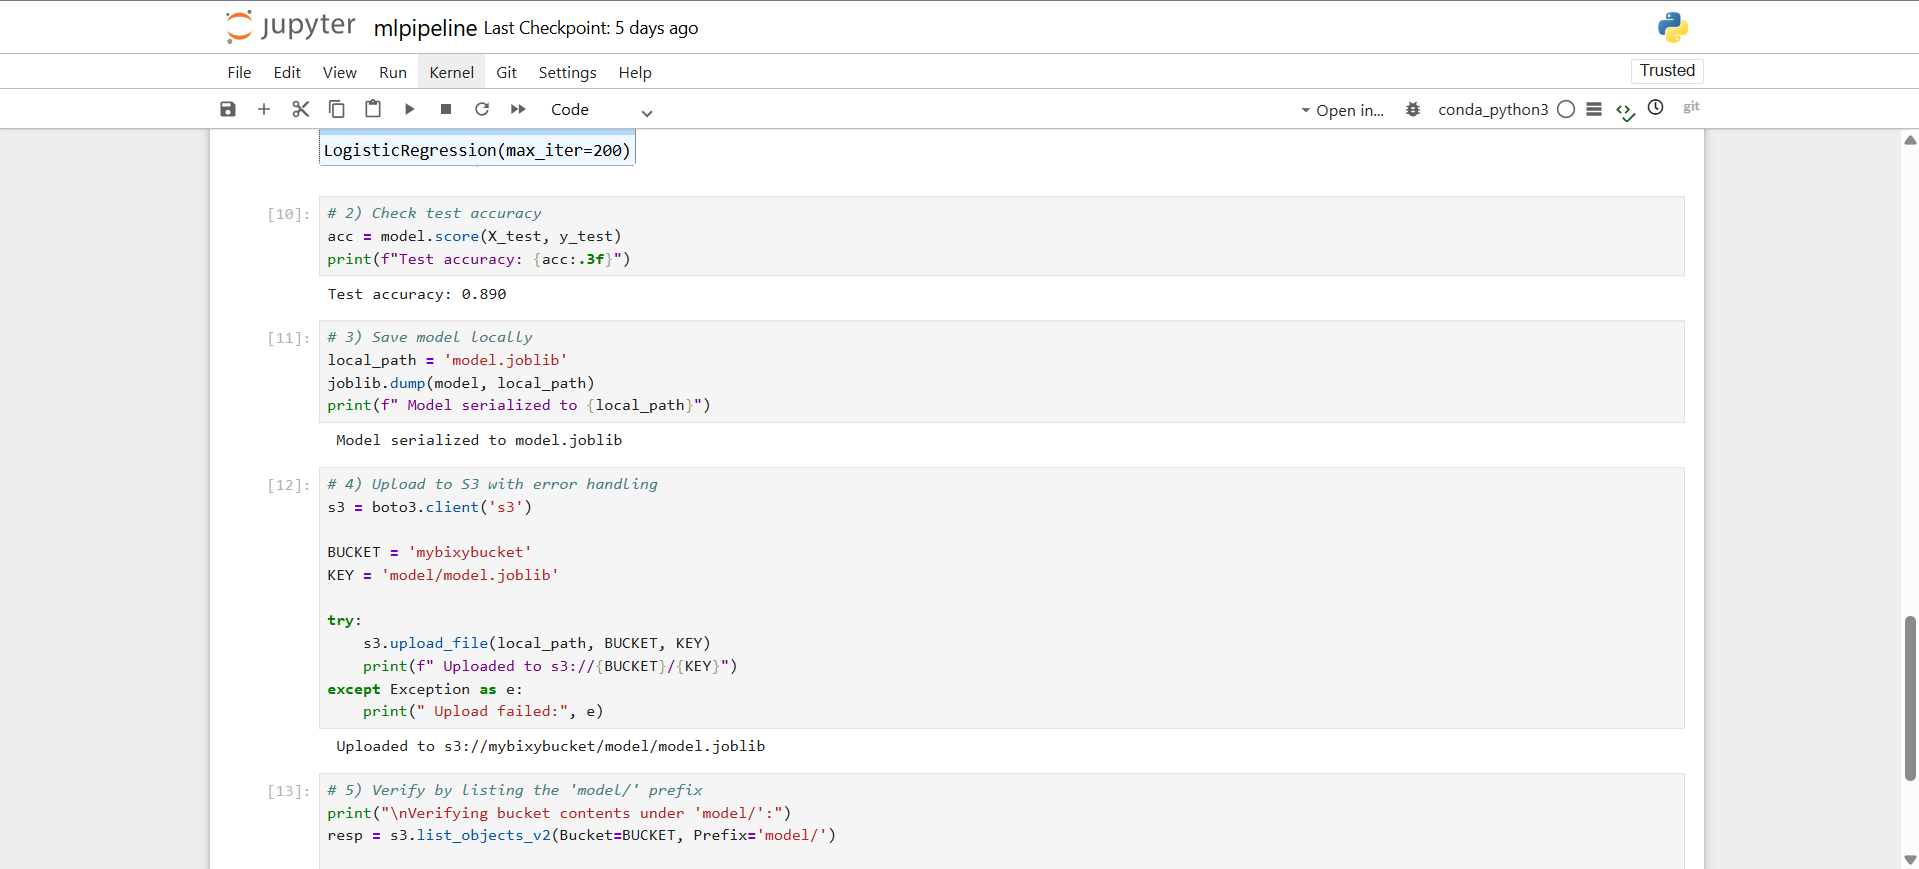 jupyter mlpipeline Last Checkpoint: 5 days ago
File Edit View Run Kernel Git Settings Help Trusted
Code Open in... conda_python3 git
LogisticRegression(max_iter=200)
[10]: # 2) Check test accuracy
acc = model.score(X_test, y_test)
print(f"Test accuracy: {acc:.3f}")
Test accuracy: 0.890
[11]: # 3) Save model locally
local_path = 'model.joblib'
joblib.dump(model, local_path)
print(f" Model serialized to {local_path}")
Model serialized to model.joblib
[12]: # 4) Upload to S3 with error handling
s3 = boto3.client('s3')
BUCKET = 'mybixybucket'
KEY = 'model/model.joblib'
try:
    s3.upload_file(local_path, BUCKET, KEY)
    print(f" Uploaded to s3://{BUCKET}/{KEY}")
except Exception as e:
    print(" Upload failed:", e)
Uploaded to s3://mybixybucket/model/model.joblib
[13]: # 5) Verify by listing the 'model/' prefix
print("\nVerifying bucket contents under 'model/':")
resp = s3.list_objects_v2(Bucket=BUCKET, Prefix='model/')